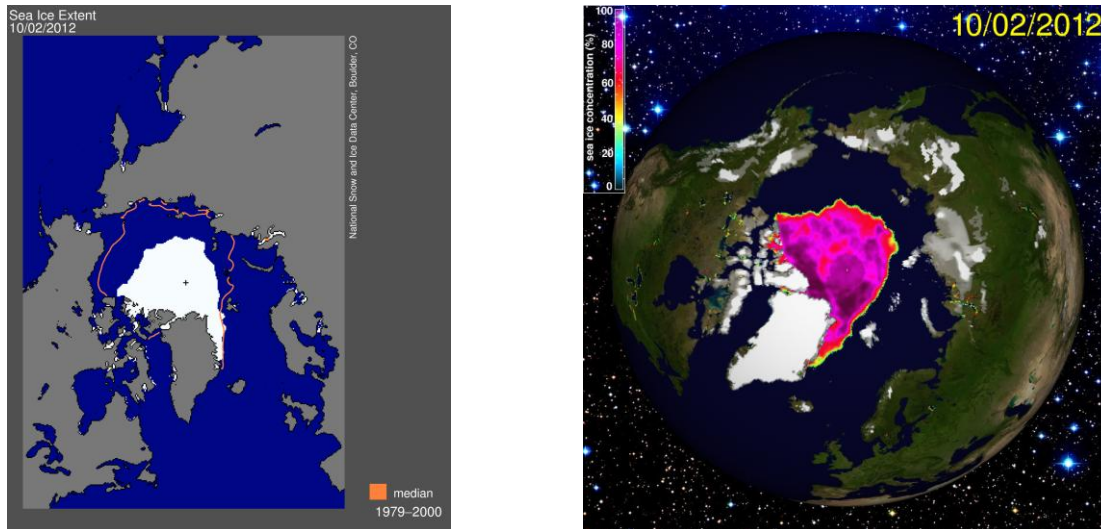 Sea Ice Extent
10/02/2012
National Snow and Ice Data Center, Boulder, CO
median
1979–2000
10/02/2012
sea ice concentration (%)
100
80
60
40
20
0